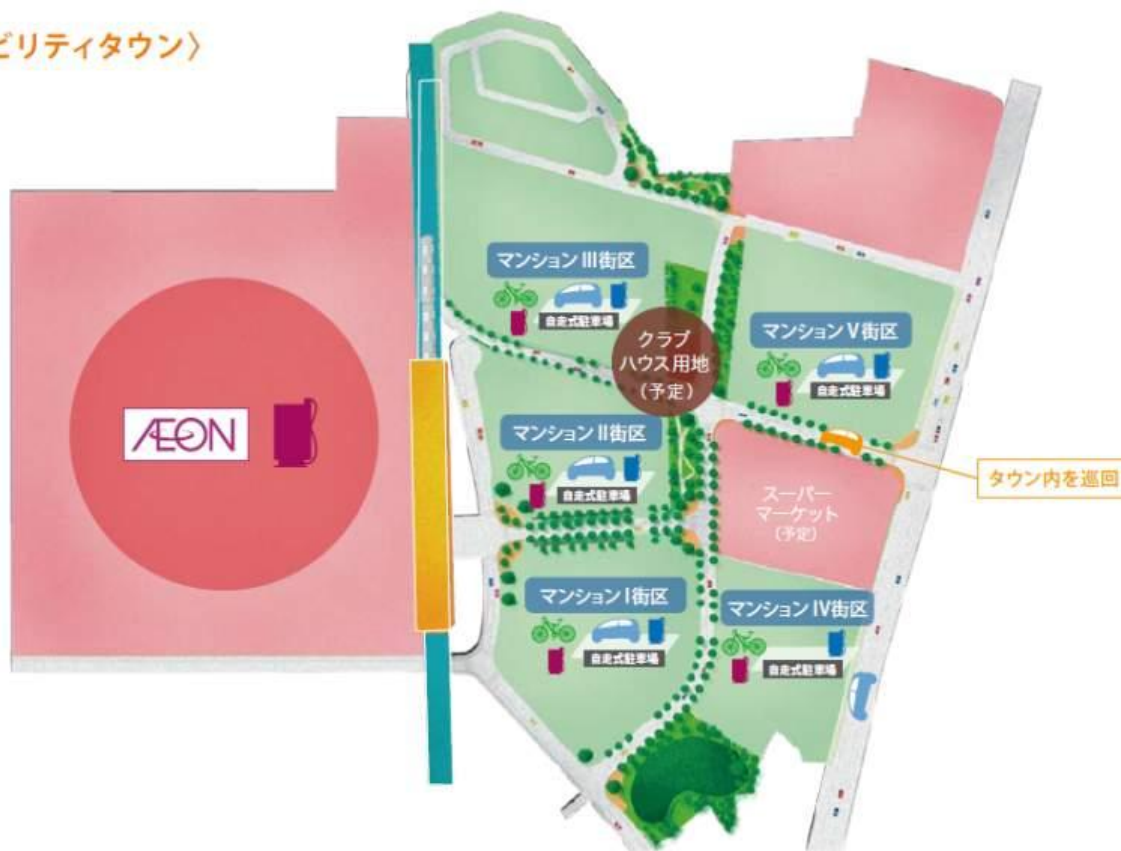 ビリティタウン〉
マンション III街区
自走式駐車場
クラブ
ハウス用地
(予定)
マンション V街区
自走式駐車場
ÆON
マンション II街区
自走式駐車場
タウン内を巡回
スーパー
マーケット
(予定)
マンション I街区
自走式駐車場
マンション IV街区
自走式駐車場